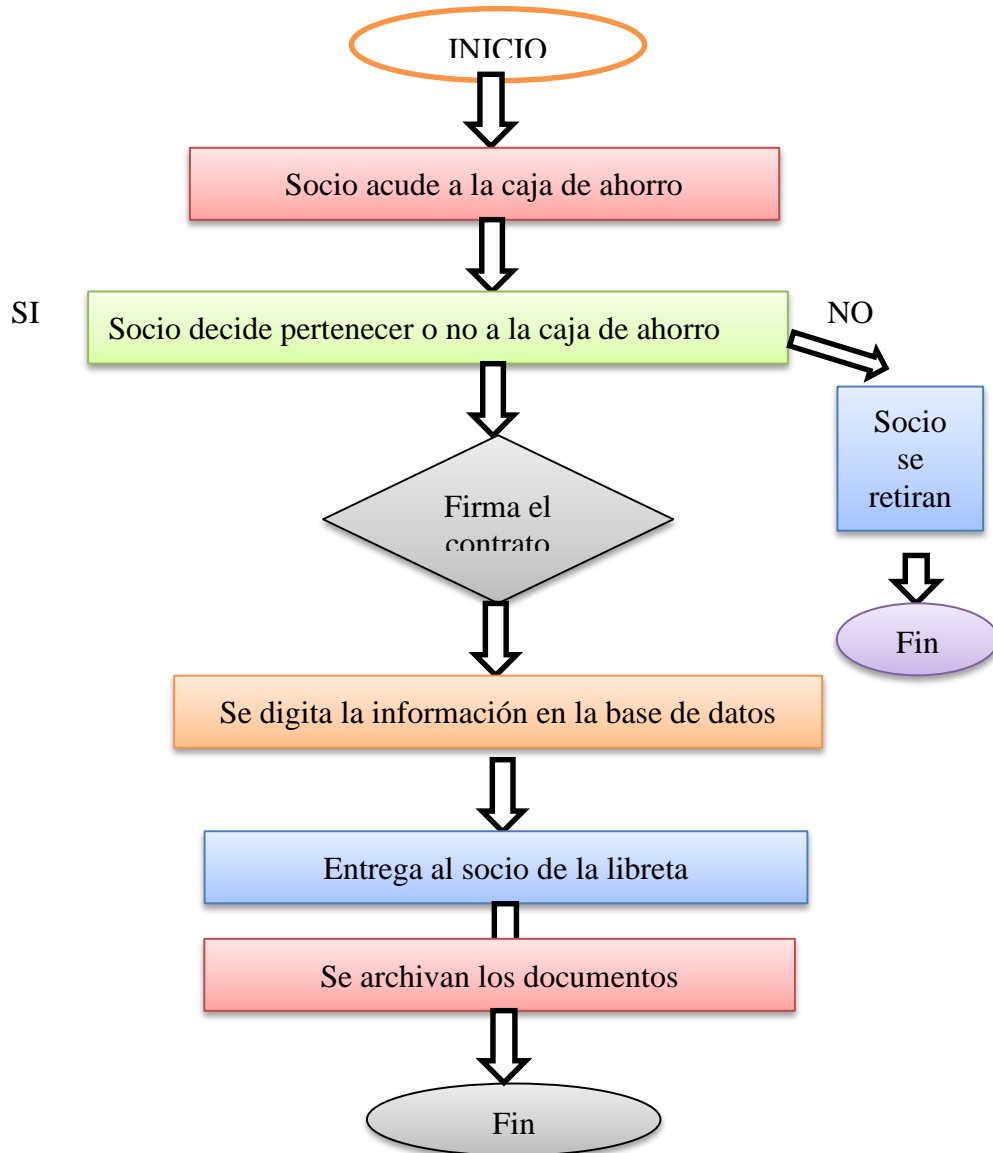 INICIO
Socio acude a la caja de ahorro
SI
Socio decide pertenecer o no a la caja de ahorro
NO
Socio
se
retiran
Firma el
contrato
Fin
Se digita la información en la base de datos
Entrega al socio de la libreta
Se archivan los documentos
Fin